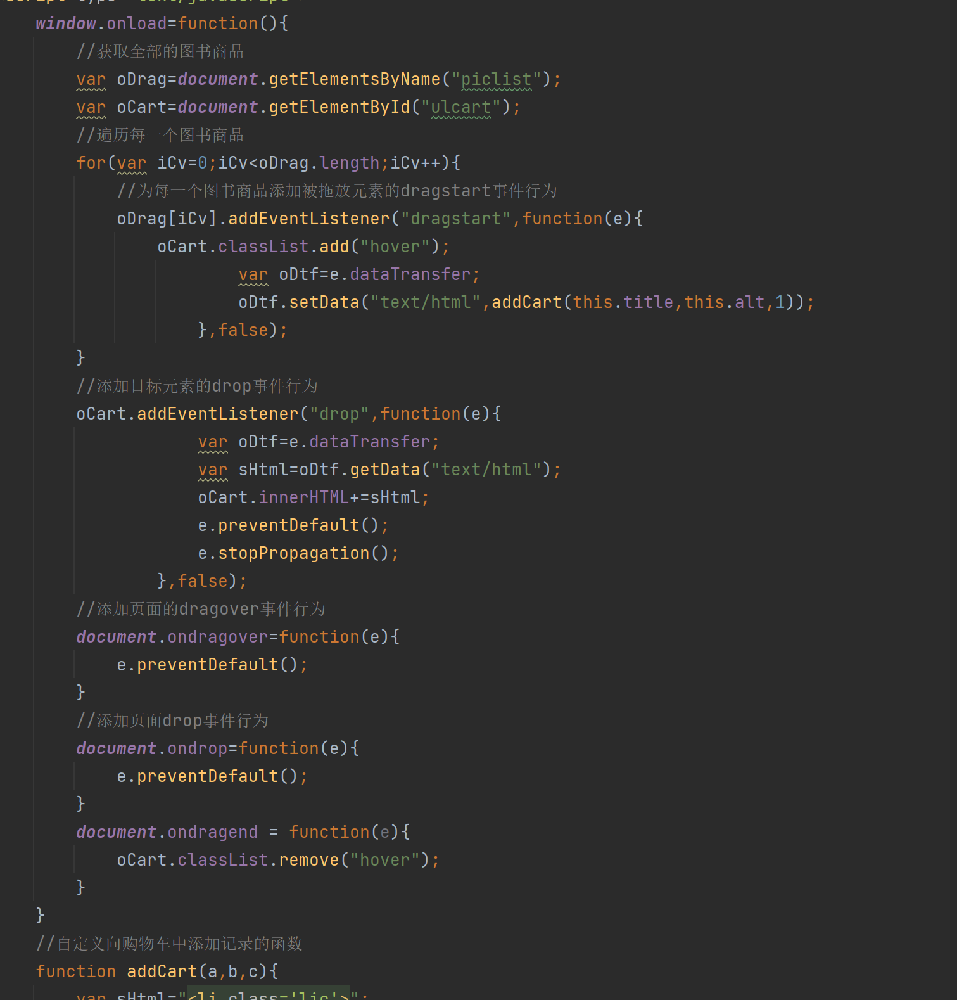 window.onload=function(){
//获取全部的图书商品
var oDrag=document.getElementsByName("piclist");
var oCart=document.getElementById("ulcart");
//遍历每一个图书商品
for(var iCv=0;iCv<oDrag.length;iCv++){
//为每一个图书商品添加被拖放元素的dragstart事件行为
oDrag[iCv].addEventListener("dragstart",function(e){
oCart.classList.add("hover");
var oDtf=e.dataTransfer;
oDtf.setData("text/html",addCart(this.title,this.alt,1));
},false);
}
//添加目标元素的drop事件行为
oCart.addEventListener("drop",function(e){
var oDtf=e.dataTransfer;
var sHtml=oDtf.getData("text/html");
oCart.innerHTML+=sHtml;
e.preventDefault();
e.stopPropagation();
},false);
//添加页面的dragover事件行为
document.ondragover=function(e){
e.preventDefault();
}
//添加页面drop事件行为
document.ondrop=function(e){
e.preventDefault();
}
document.ondragend = function(e){
oCart.classList.remove("hover");
}
}
//自定义向购物车中添加记录的函数
function addCart(a,b,c){
var sHtml="<li class='lic'>";